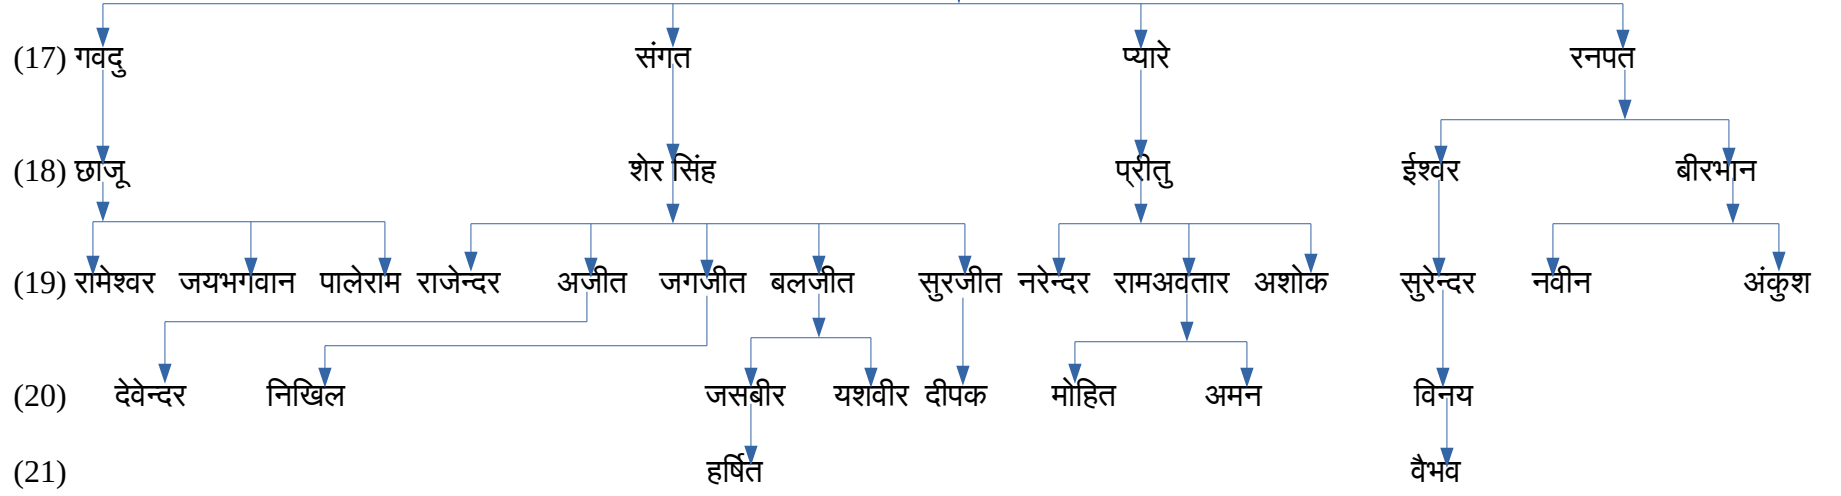 (17) गवदु संगत प्यारे रनपत
(18) छाजू शेर सिंह प्रीतु ईश्वर बीरभान
(19) रामेश्वर जयभगवान पालेराम राजेन्दर अजीत जगजीत बलजीत सुरजीत नरेन्दर रामअवतार अशोक सुरेन्दर नवीन अंकुश
(20) देवेन्दर निखिल जसबीर यशवीर दीपक मोहित अमन विनय
(21) हर्षित वैभव